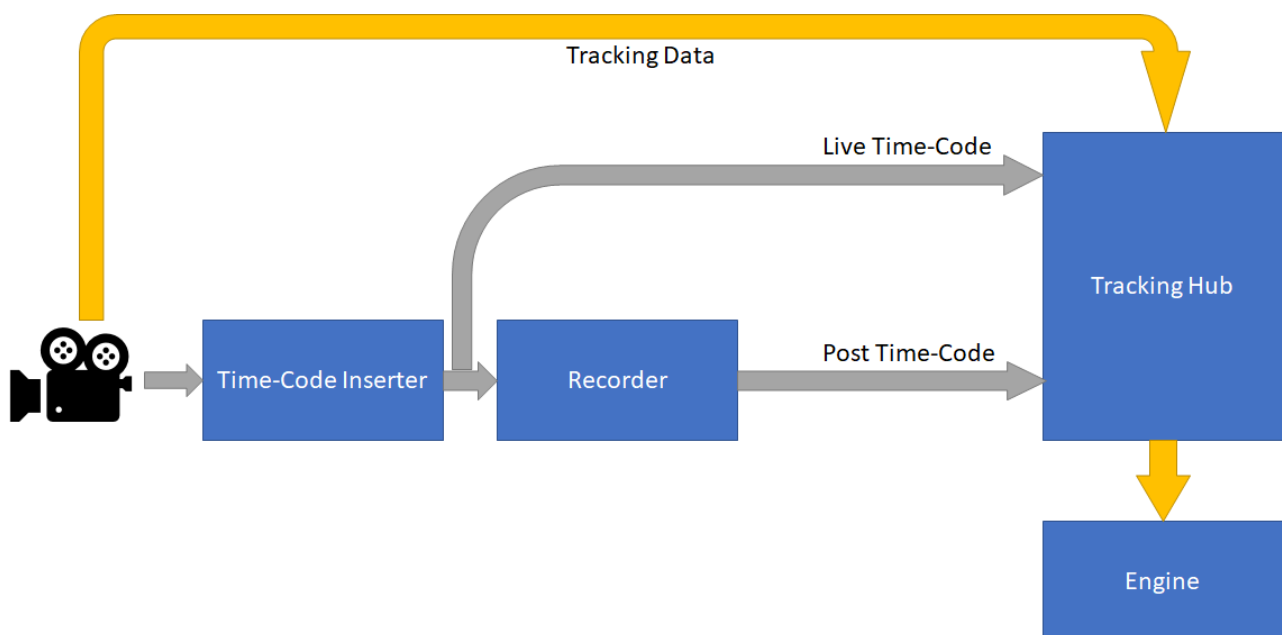 Tracking Data
Live Time-Code
Tracking Hub
Time-Code Inserter
Recorder
Post Time-Code
Engine